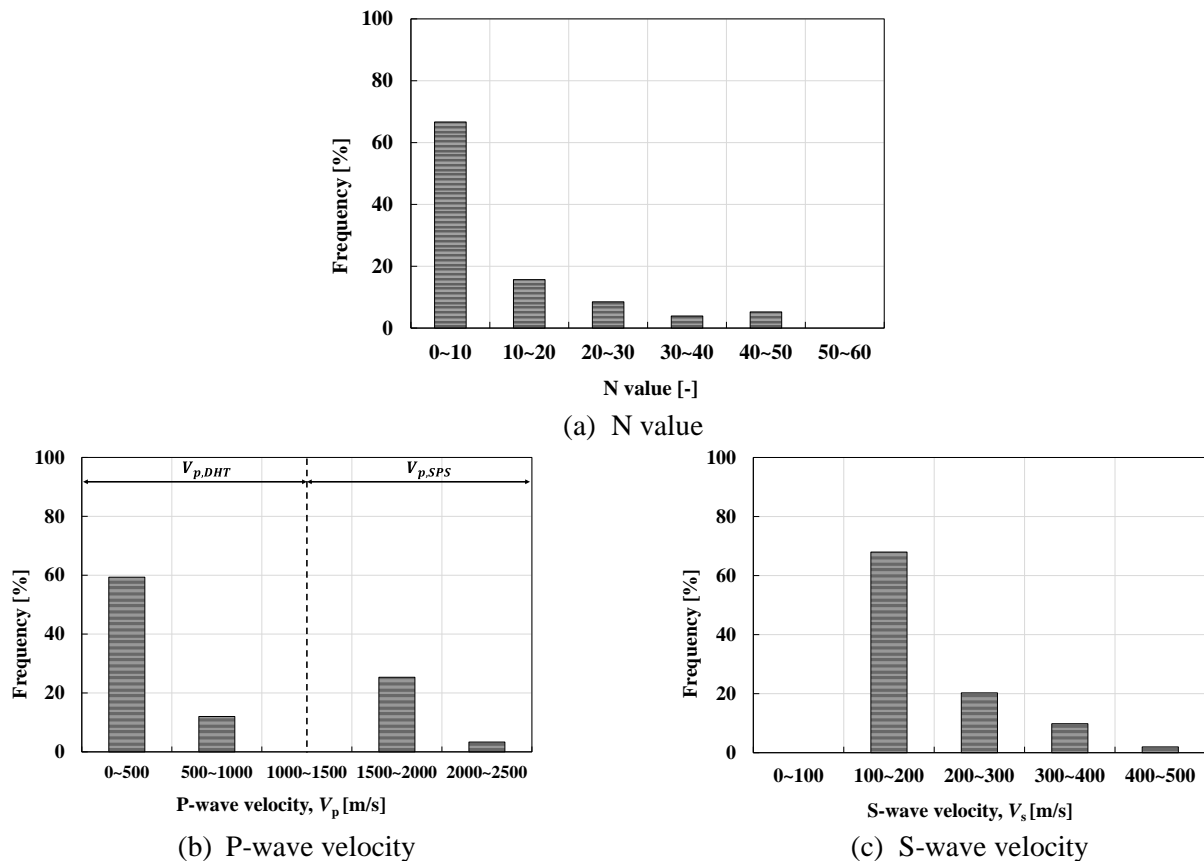 100
80
60
40
20
0
Frequency [%]
0~10 10~20 20~30 30~40 40~50 50~60
N value [-]
(a) N value
100
80
60
40
20
0
Frequency [%]
V_{p,DHT} V_{p,SPS}
0~500 500~1000 1000~1500 1500~2000 2000~2500
P-wave velocity, V_p [m/s]
(b) P-wave velocity
100
80
60
40
20
0
Frequency [%]
0~100 100~200 200~300 300~400 400~500
S-wave velocity, V_s [m/s]
(c) S-wave velocity